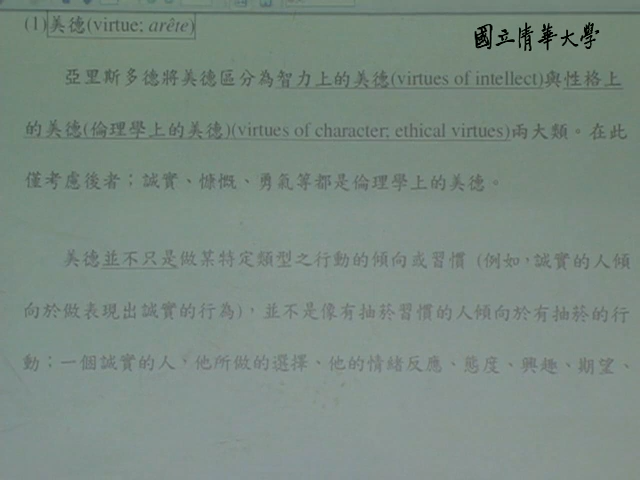 國立清華大學
(1)美德(virtue; arête)
亞里斯多德將美德區分為智力上的美德(virtues of intellect)與性格上
的美德(倫理學上的美德)(virtues of character; ethical virtues)兩大類。在此
僅考慮後者；誠實、慷慨、勇氣等都是倫理學上的美德。
美德並不只是做某特定類型之行動的傾向或習慣 (例如，誠實的人傾
向於做表現出誠實的行為)，並不是像有抽菸習慣的人傾向於有抽菸的行
動；一個誠實的人，他所做的選擇、他的情緒反應、態度、興趣、期望、